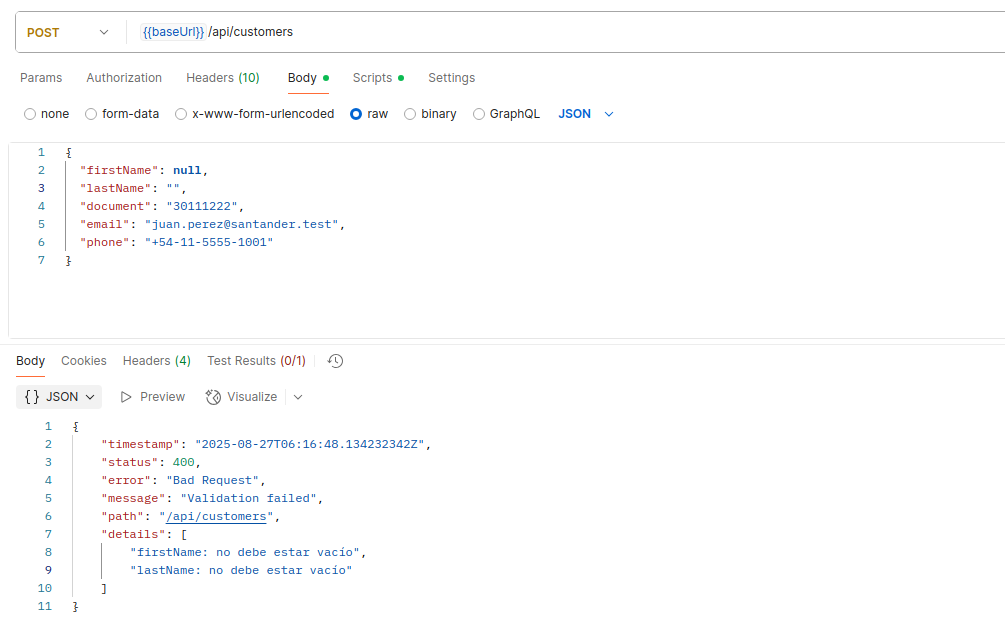 POST {{baseUrl}} /api/customers
Params Authorization Headers (10) Body Scripts Settings
none form-data x-www-form-urlencoded raw binary GraphQL JSON
1 {
2 "firstName": null,
3 "lastName": "",
4 "document": "30111222",
5 "email": "juan.perez@santander.test",
6 "phone": "+54-11-5555-1001"
7 }
Body Cookies Headers (4) Test Results (0/1)
{} JSON Preview Visualize
1 {
2 "timestamp": "2025-08-27T06:16:48.134232342Z",
3 "status": 400,
4 "error": "Bad Request",
5 "message": "Validation failed",
6 "path": "/api/customers",
7 "details": [
8 "firstName: no debe estar vacío",
9 "lastName: no debe estar vacío"
10 ]
11 }